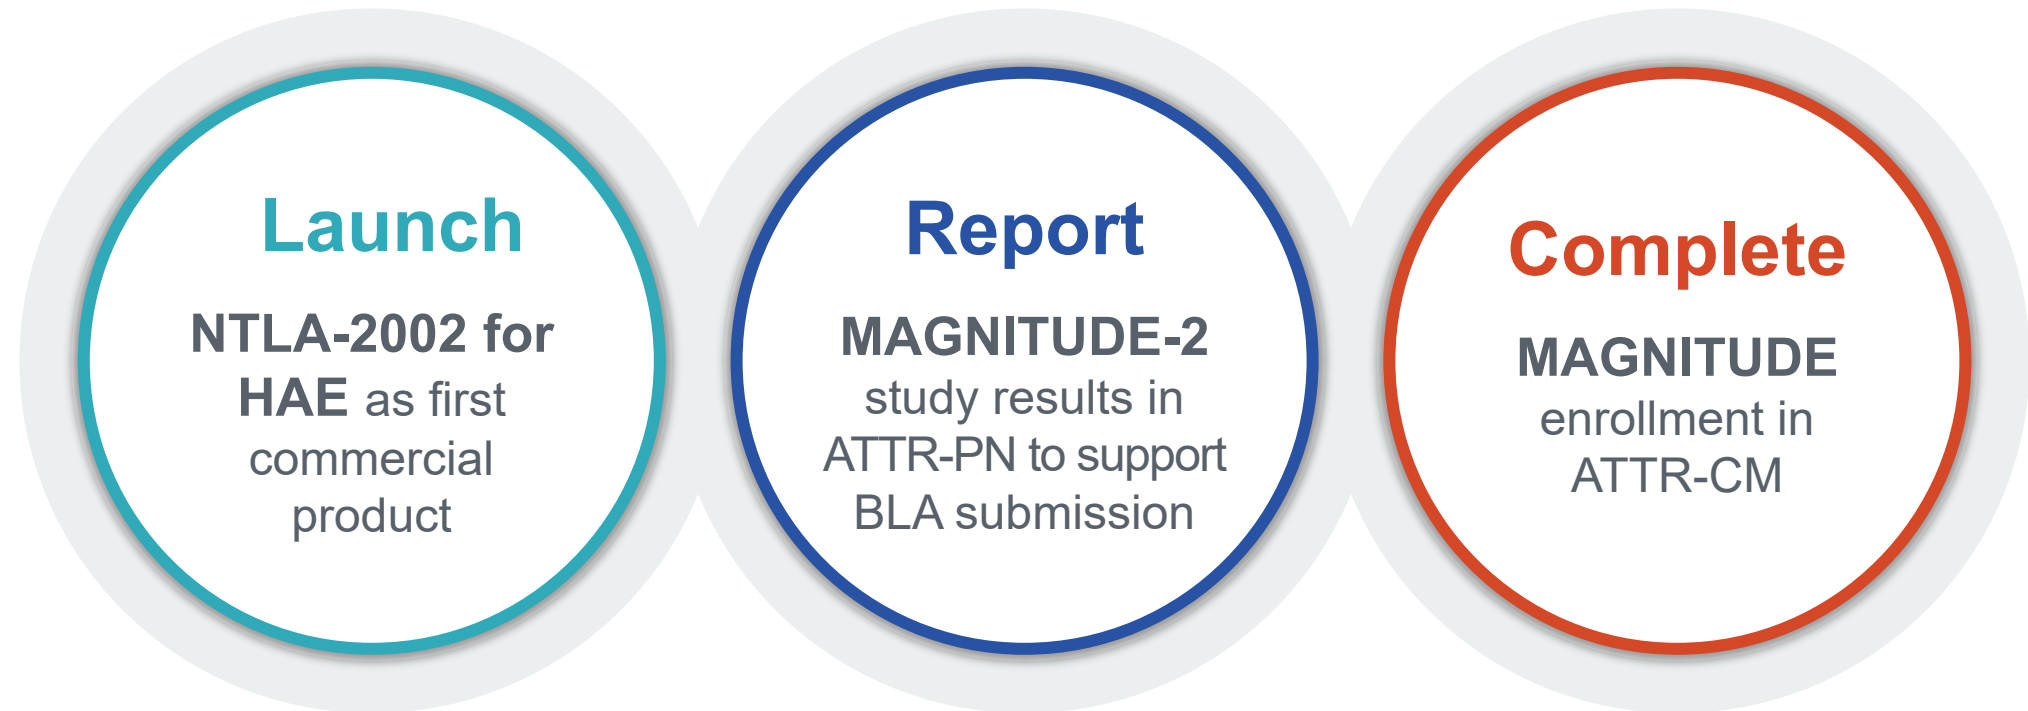 Launch
NTLA-2002 for
HAE as first
commercial
product
Report
MAGNITUDE-2
study results in
ATTR-PN to support
BLA submission
Complete
MAGNITUDE
enrollment in
ATTR-CM